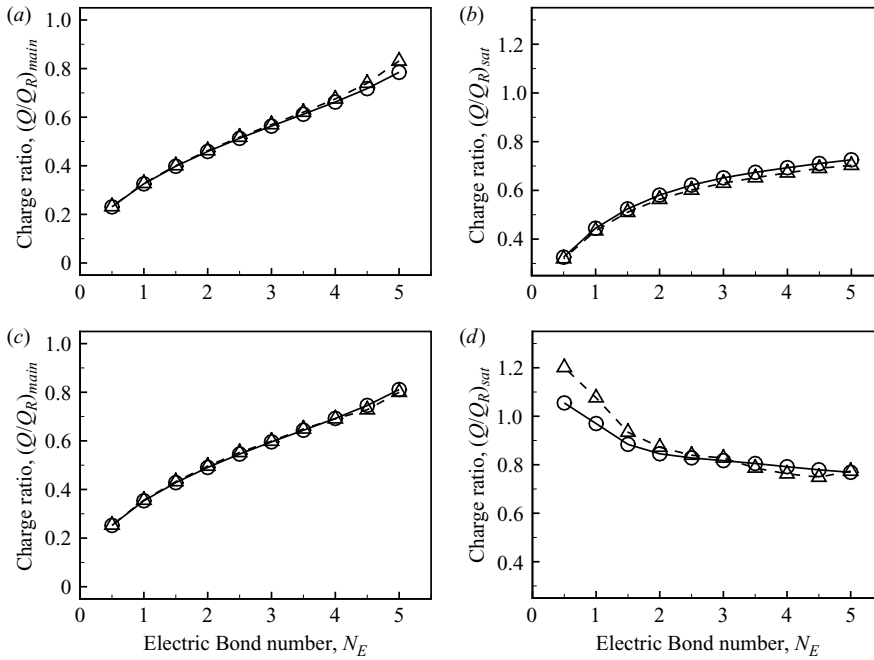 (a)
1.0
0.8
0.6
0.4
0.2
0
Charge ratio, (Q/Q_R)_main
0 1 2 3 4 5
(b)
1.2
1.0
0.8
0.6
0.4
Charge ratio, (Q/Q_R)_sat
0 1 2 3 4 5
(c)
1.0
0.8
0.6
0.4
0.2
0
Charge ratio, (Q/Q_R)_main
0 1 2 3 4 5
Electric Bond number, N_E
(d)
1.2
1.0
0.8
0.6
0.4
Charge ratio, (Q/Q_R)_sat
0 1 2 3 4 5
Electric Bond number, N_E